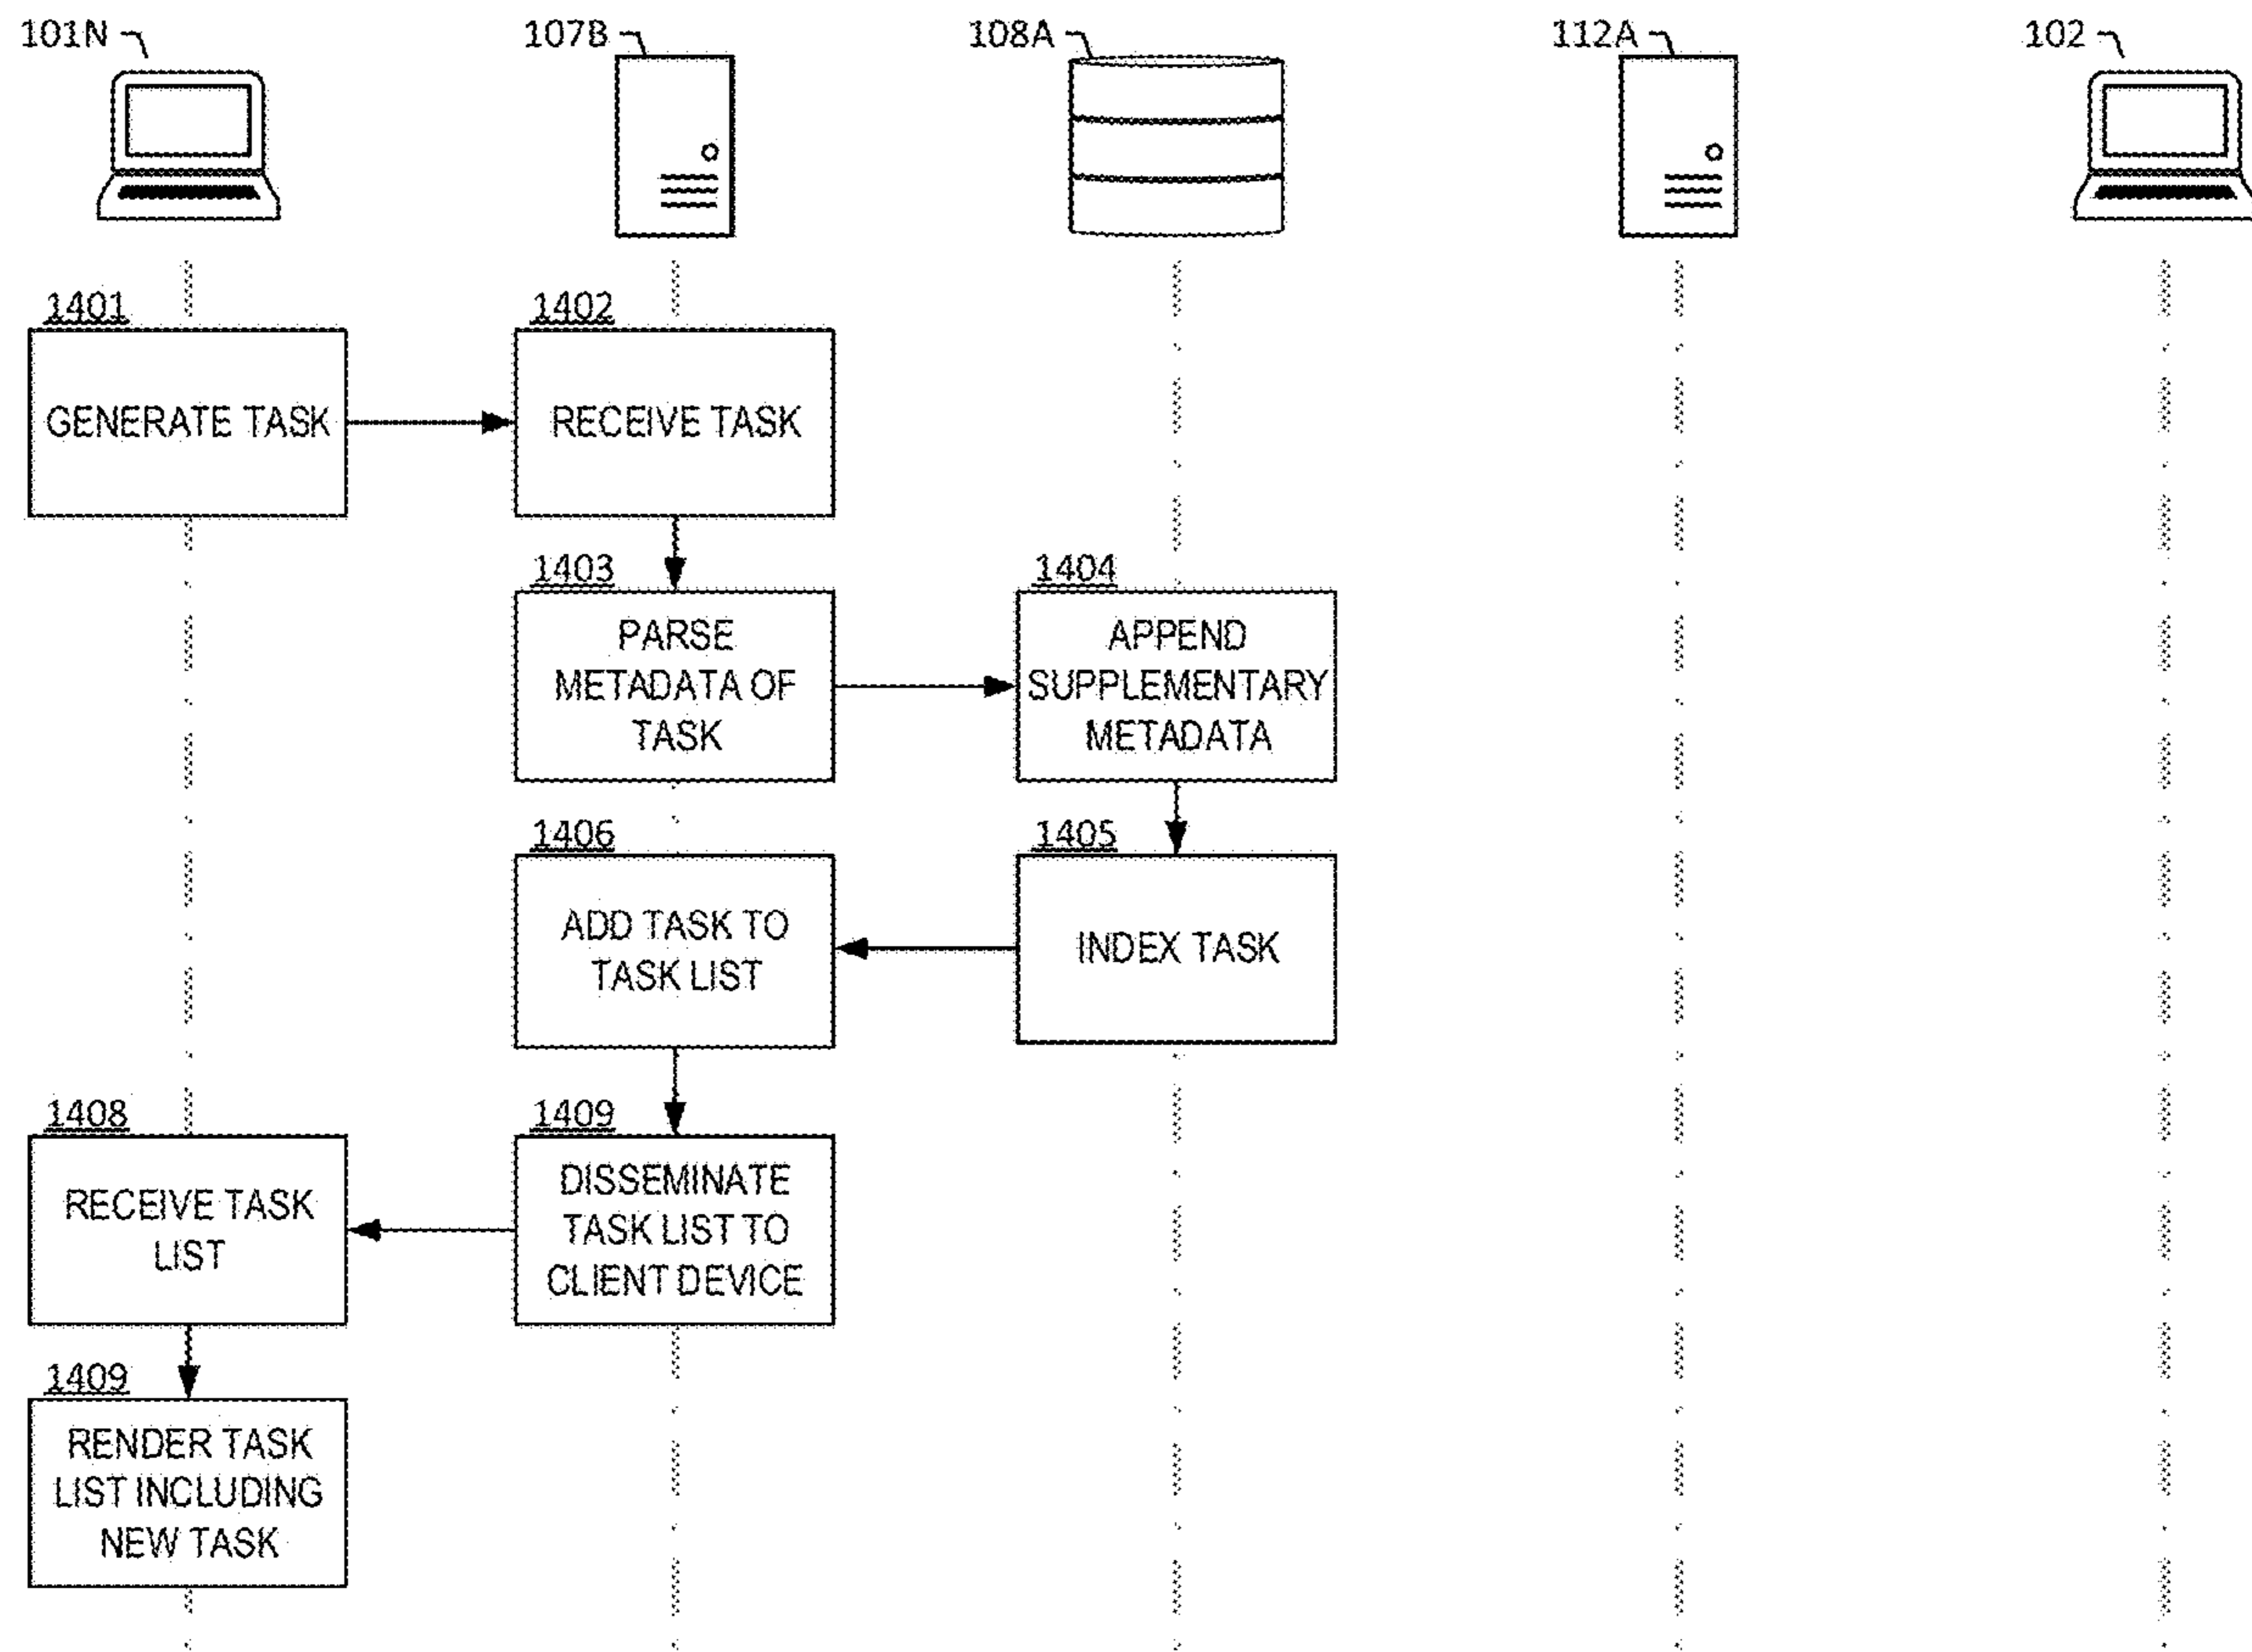 101N
107B
108A
112A
102
1401
GENERATE TASK
1402
RECEIVE TASK
1403
PARSE
METADATA OF
TASK
1404
APPEND
SUPPLEMENTARY
METADATA
1406
ADD TASK TO
TASK LIST
1405
INDEX TASK
1408
RECEIVE TASK
LIST
1409
DISSEMINATE
TASK LIST TO
CLIENT DEVICE
1409
RENDER TASK
LIST INCLUDING
NEW TASK